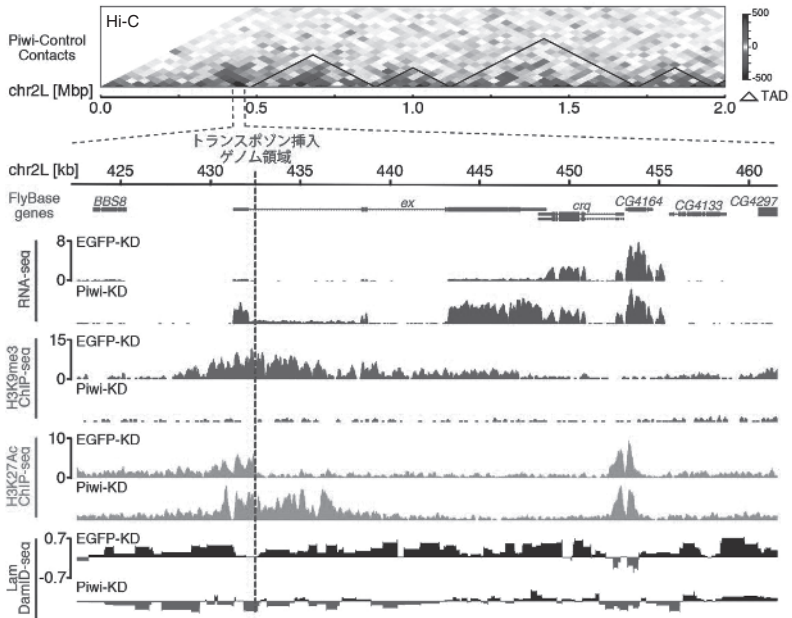 Hi-C
Piwi-Control
Contacts
500
0
-500
TAD
chr2L [Mbp]
0.0 0.5 1.0 1.5 2.0
トランスポゾン挿入
ゲノム領域
chr2L [kb]
425 431 436 440 445 450 455 460
FlyBase
genes
BBS8 ex crq CG4164 CG4133 CG4297
RNA-seq
8
0
EGFP-KD
Piwi-KD
H3K9me3
ChIP-seq
15
0
EGFP-KD
Piwi-KD
H3K27Ac
ChIP-seq
10
0
EGFP-KD
Piwi-KD
Lam
DamID-seq
0.7
-0.7
EGFP-KD
Piwi-KD